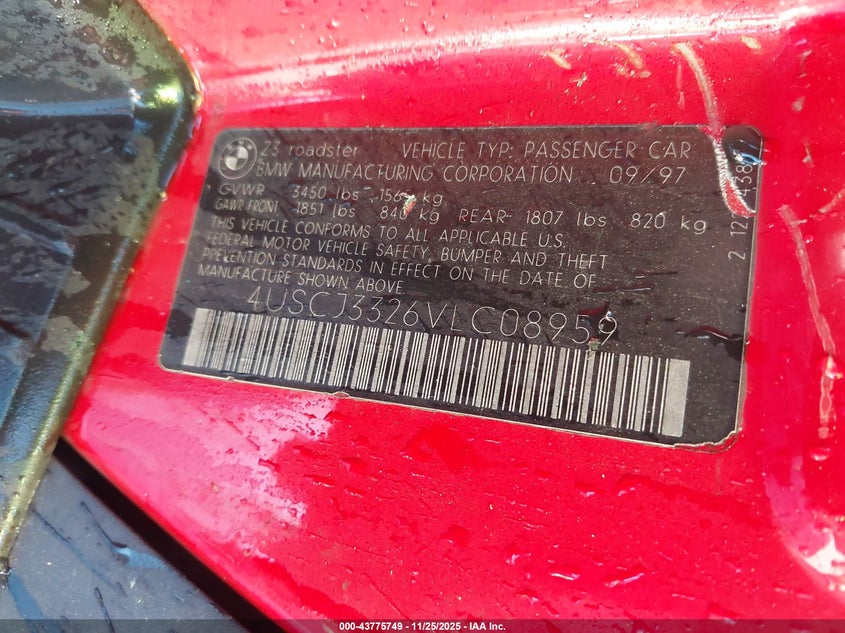 Z3 roadster VEHICLE TYP: PASSENGER CAR
BMW MANUFACTURING CORPORATION 09/97
GVWR 3450 lbs kg
GAWR FRONT 1851 lbs 840 kg REAR- 1807 lbs 820 kg
THIS VEHICLE CONFORMS TO ALL APPLICABLE U.S.
FEDERAL MOTOR VEHICLE SAFETY, BUMPER AND THEFT
PREVENTION STANDARDS IN EFFECT ON THE DATE OF
MANUFACTURE SHOWN ABOVE.
4USCJ3326VLC08959
000-43775749 - 11/25/2025 - IAA Inc.